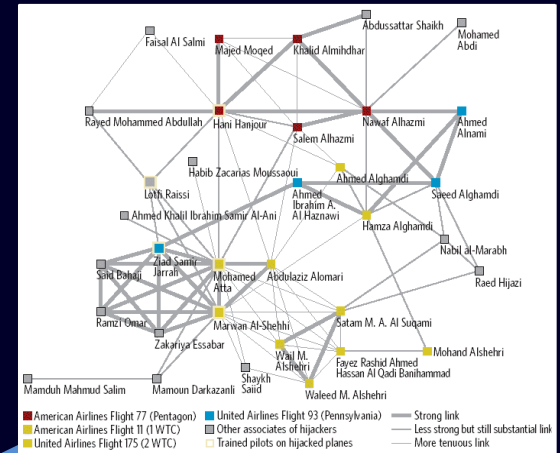 Abdussattar Shaikh
Mohamed
Abdi
Faisal Al Salmi
Majed Moqed
Khalid Almihdhar
Rayed Mohammed Abdullah
Hani Hanjour
Salem Alhazmi
Nawaf Alhazmi
Ahmed
Alnami
Habib Zacarias Moussaoui
Ahmed Alghamdi
Lotfi Raissi
Ahmed
Ibrahim A.
Al Haznawi
Saeed Alghamdi
Ahmed Khalil Ibrahim Samir Al-Ani
Hamza Alghamdi
Nabil al-Marabh
Said Bahaji
Ziad Samir
Jarrah
Mohamed
Atta
Abdulaziz Alomari
Raed Hijazi
Ramzi Omar
Zakariya Essabar
Marwan Al-Shehhi
Satam M. A. Al Suqami
Wail M.
Alshehri
Fayez Rashid Ahmed
Hassan Al Qadi Banihammad
Mohand Alshehri
Mamduh Mahmud Salim
Mamoun Darkazanli
Shaykh
Saiid
Waleed M. Alshehri
American Airlines Flight 77 (Pentagon)
United Airlines Flight 93 (Pennsylvania)
Strong link
American Airlines Flight 11 (1 WTC)
Other associates of hijackers
Less strong but still substantial link
United Airlines Flight 175 (2 WTC)
Trained pilots on hijacked planes
More tenuous link